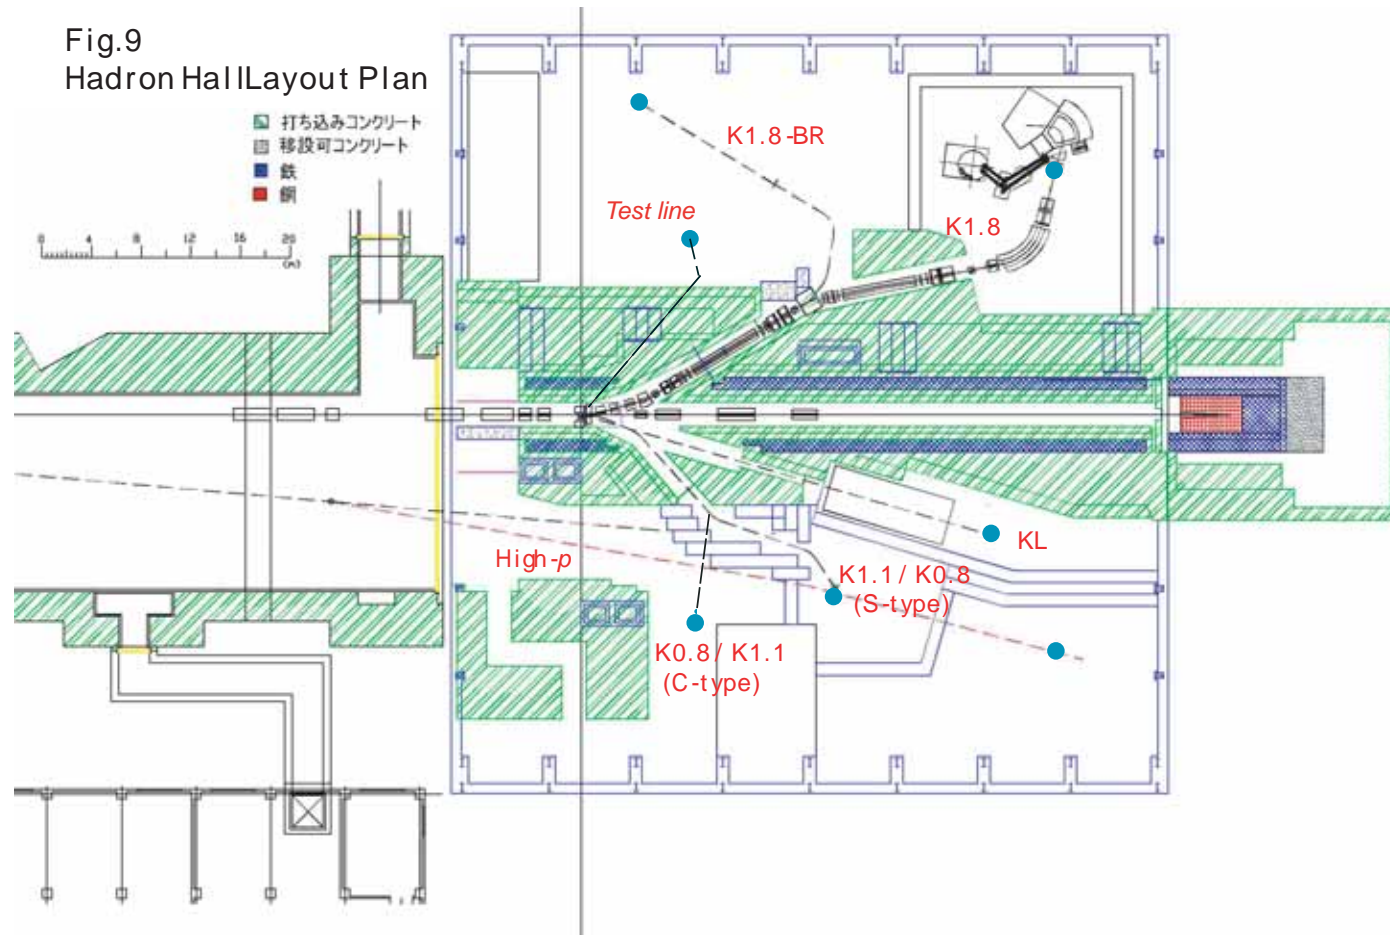 Fig.9
Hadron Hall Layout Plan
打ち込みコンクリート
移設可コンクリート
鉄
銅
0 4 8 12 16 20
(M)
K1.8-BR
Test line
K1.8
KL
High-p
K1.1 / K0.8
(S-type)
K0.8 / K1.1
(C-type)